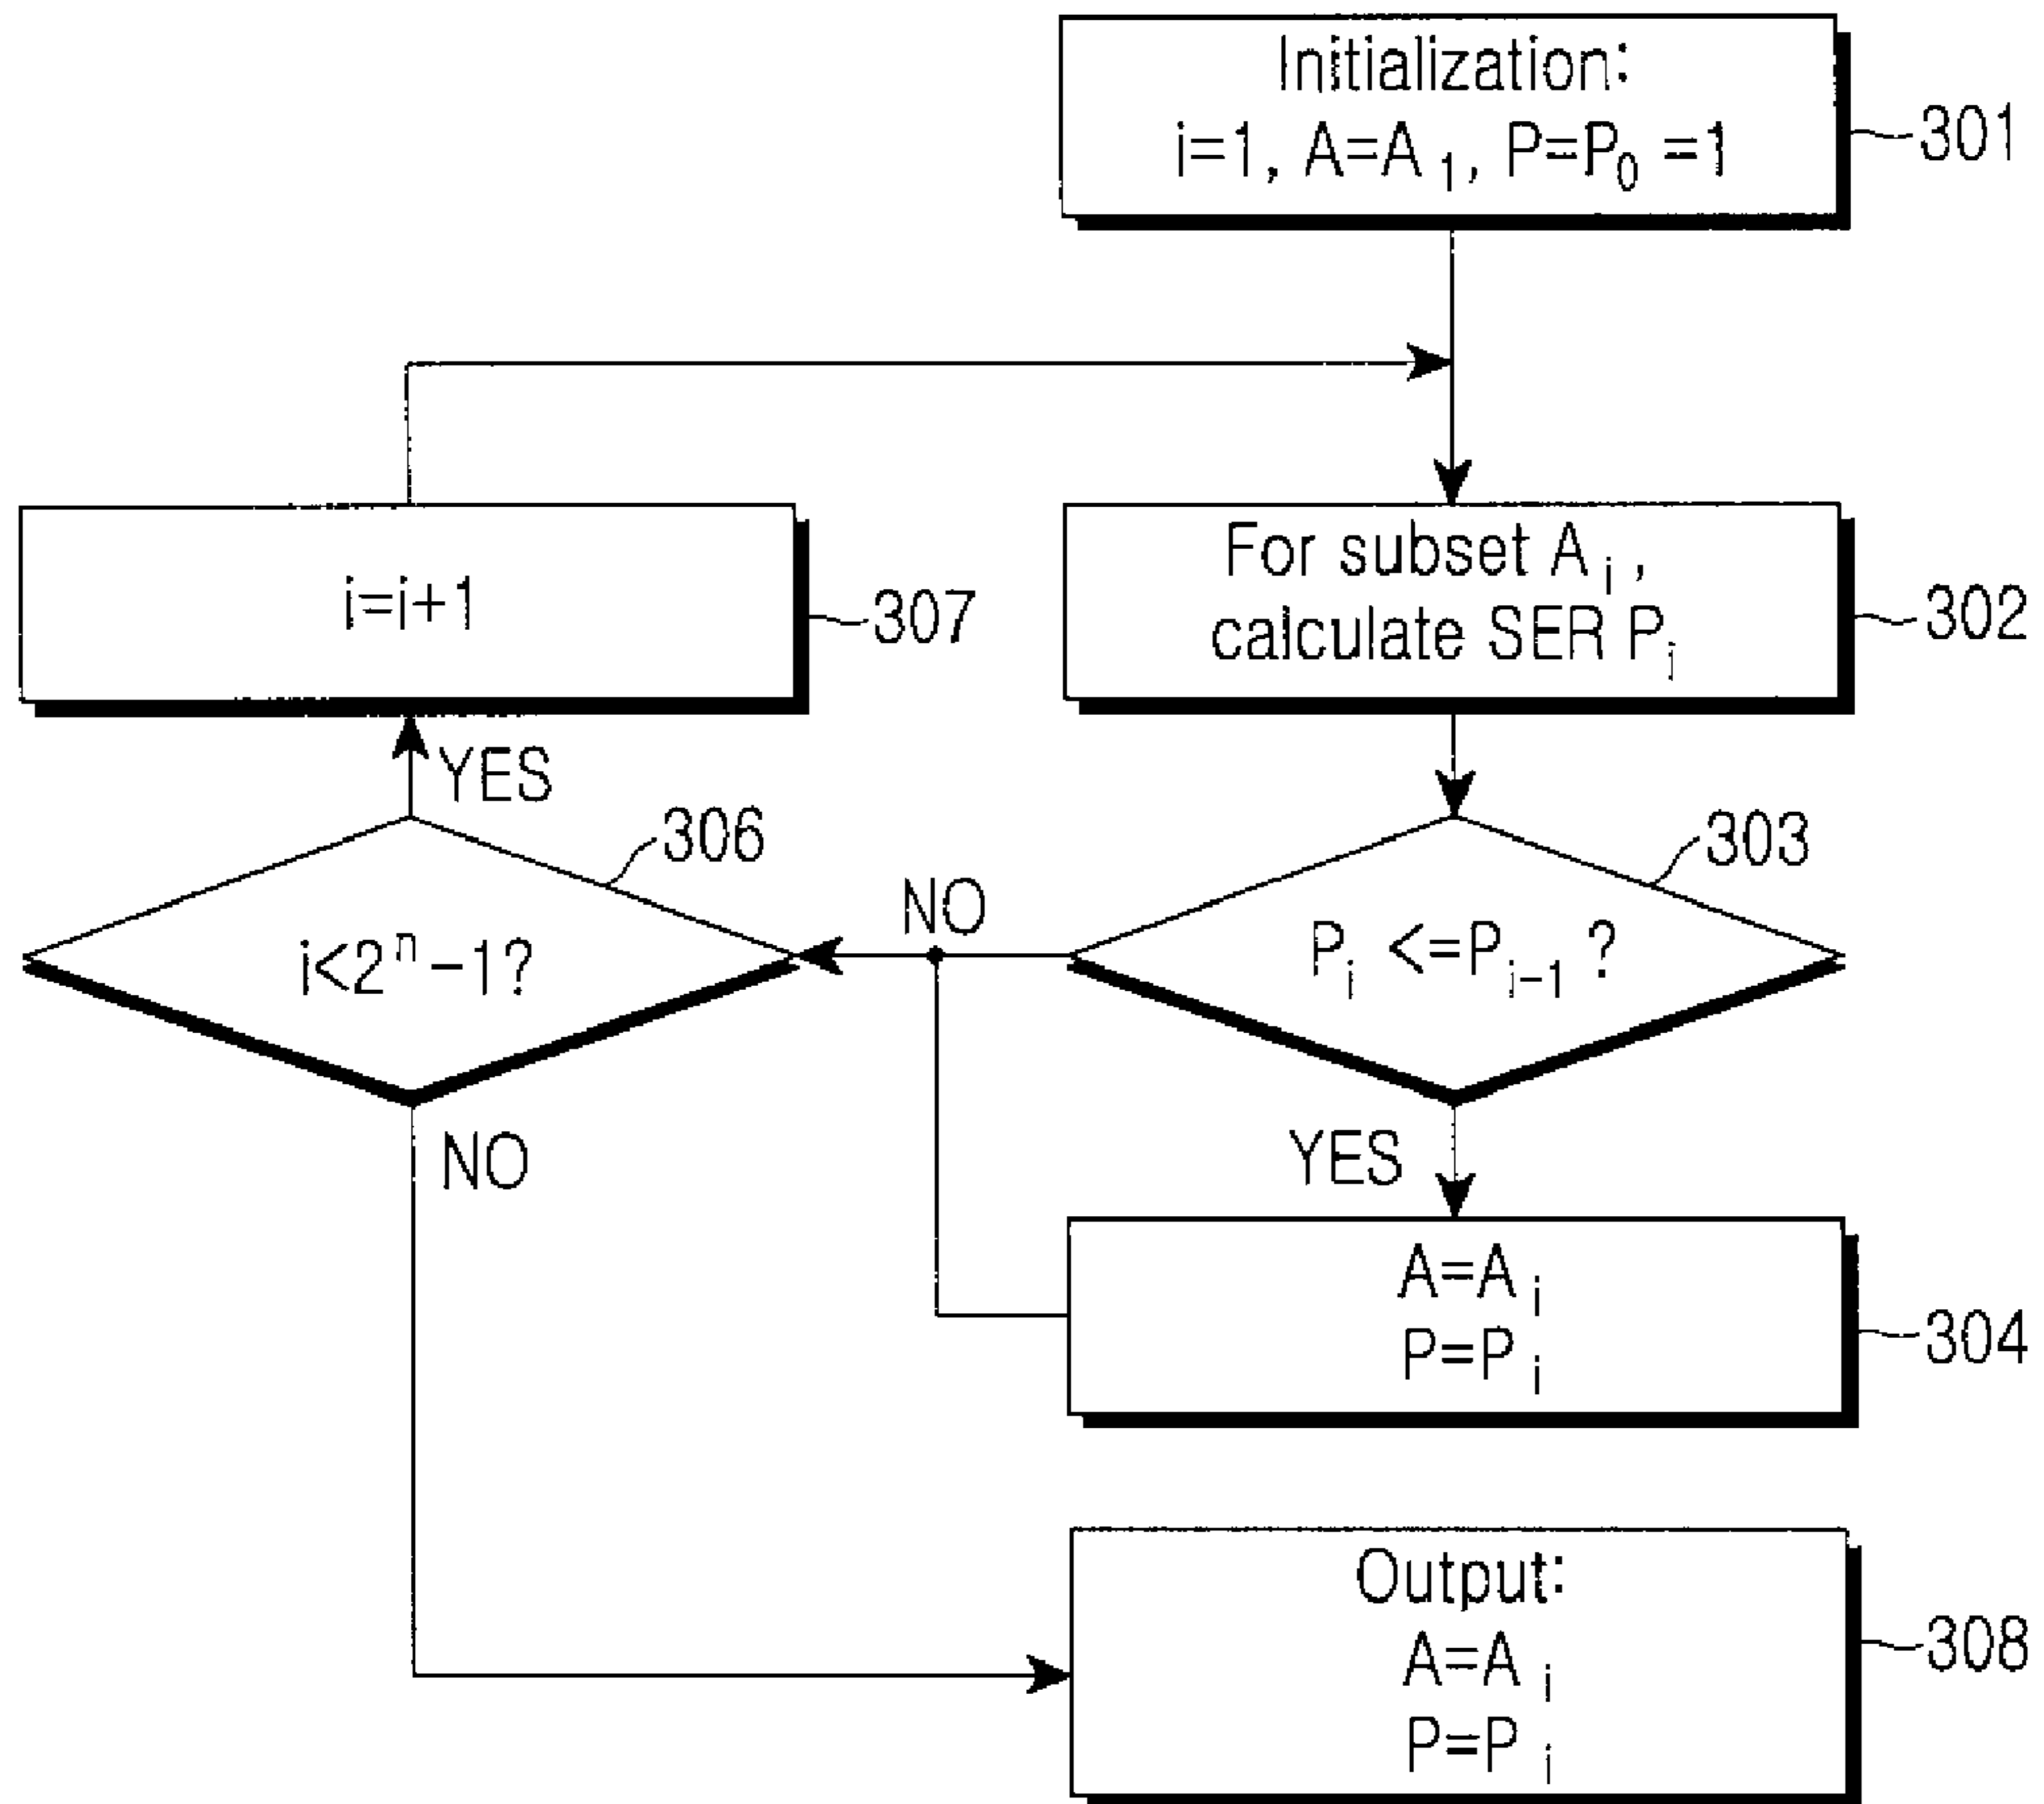 Initialization:
i=1, A=A₁, P=P₀=1
301
For subset Aᵢ,
calculate SER Pᵢ
302
i=i+1
307
YES
306
i<2ⁿ-1?
NO
NO
303
Pᵢ <=Pᵢ₋₁ ?
YES
A=Aᵢ
P=Pᵢ
304
Output:
A=Aᵢ
P=Pᵢ
308